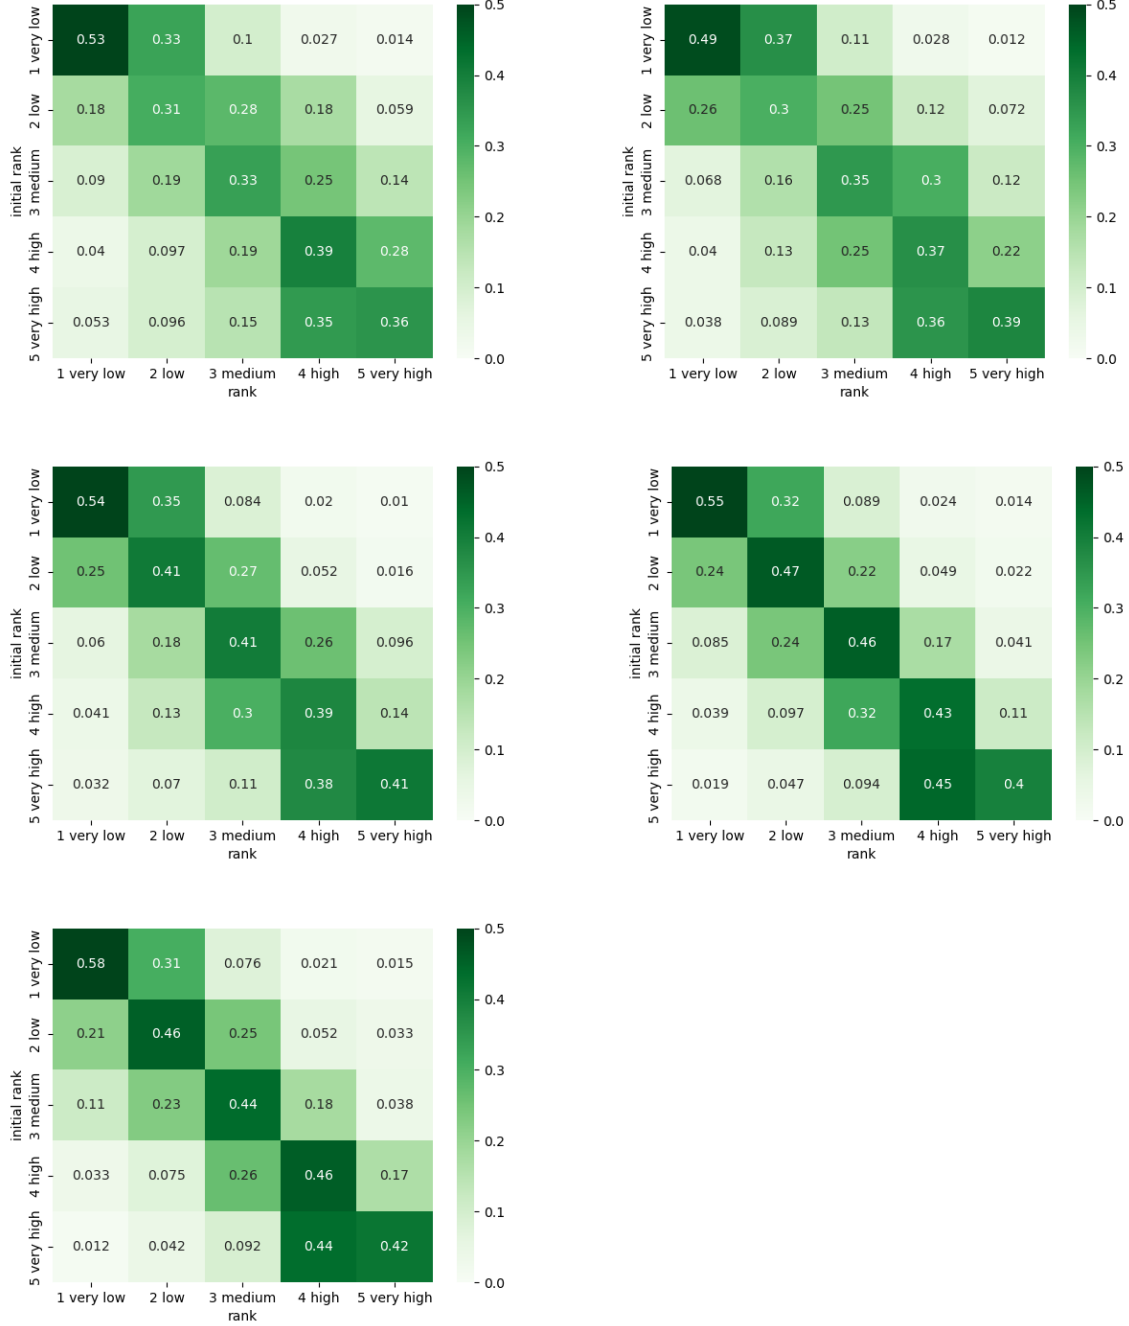 1 very low 0.53 0.33 0.1 0.027 0.014
2 low 0.18 0.31 0.28 0.18 0.059
3 medium 0.09 0.19 0.33 0.25 0.14
4 high 0.04 0.097 0.19 0.39 0.28
5 very high 0.053 0.096 0.15 0.35 0.36
initial rank
1 very low 2 low 3 medium 4 high 5 very high
rank
0.5
0.4
0.3
0.2
0.1
0.0
1 very low 0.49 0.37 0.11 0.028 0.012
2 low 0.26 0.3 0.25 0.12 0.072
3 medium 0.068 0.16 0.35 0.3 0.12
4 high 0.04 0.13 0.25 0.37 0.22
5 very high 0.038 0.089 0.13 0.36 0.39
initial rank
1 very low 2 low 3 medium 4 high 5 very high
rank
0.5
0.4
0.3
0.2
0.1
0.0
1 very low 0.54 0.35 0.084 0.02 0.01
2 low 0.25 0.41 0.27 0.052 0.016
3 medium 0.06 0.18 0.41 0.26 0.096
4 high 0.041 0.13 0.3 0.39 0.14
5 very high 0.032 0.07 0.11 0.38 0.41
initial rank
1 very low 2 low 3 medium 4 high 5 very high
rank
0.5
0.4
0.3
0.2
0.1
0.0
1 very low 0.55 0.32 0.089 0.024 0.014
2 low 0.24 0.47 0.22 0.049 0.022
3 medium 0.085 0.24 0.46 0.17 0.041
4 high 0.039 0.097 0.32 0.43 0.11
5 very high 0.019 0.047 0.094 0.45 0.4
initial rank
1 very low 2 low 3 medium 4 high 5 very high
rank
0.5
0.4
0.3
0.2
0.1
0.0
1 very low 0.58 0.31 0.076 0.021 0.015
2 low 0.21 0.46 0.25 0.052 0.033
3 medium 0.11 0.23 0.44 0.18 0.038
4 high 0.033 0.075 0.26 0.46 0.17
5 very high 0.012 0.042 0.092 0.44 0.42
initial rank
1 very low 2 low 3 medium 4 high 5 very high
rank
0.5
0.4
0.3
0.2
0.1
0.0